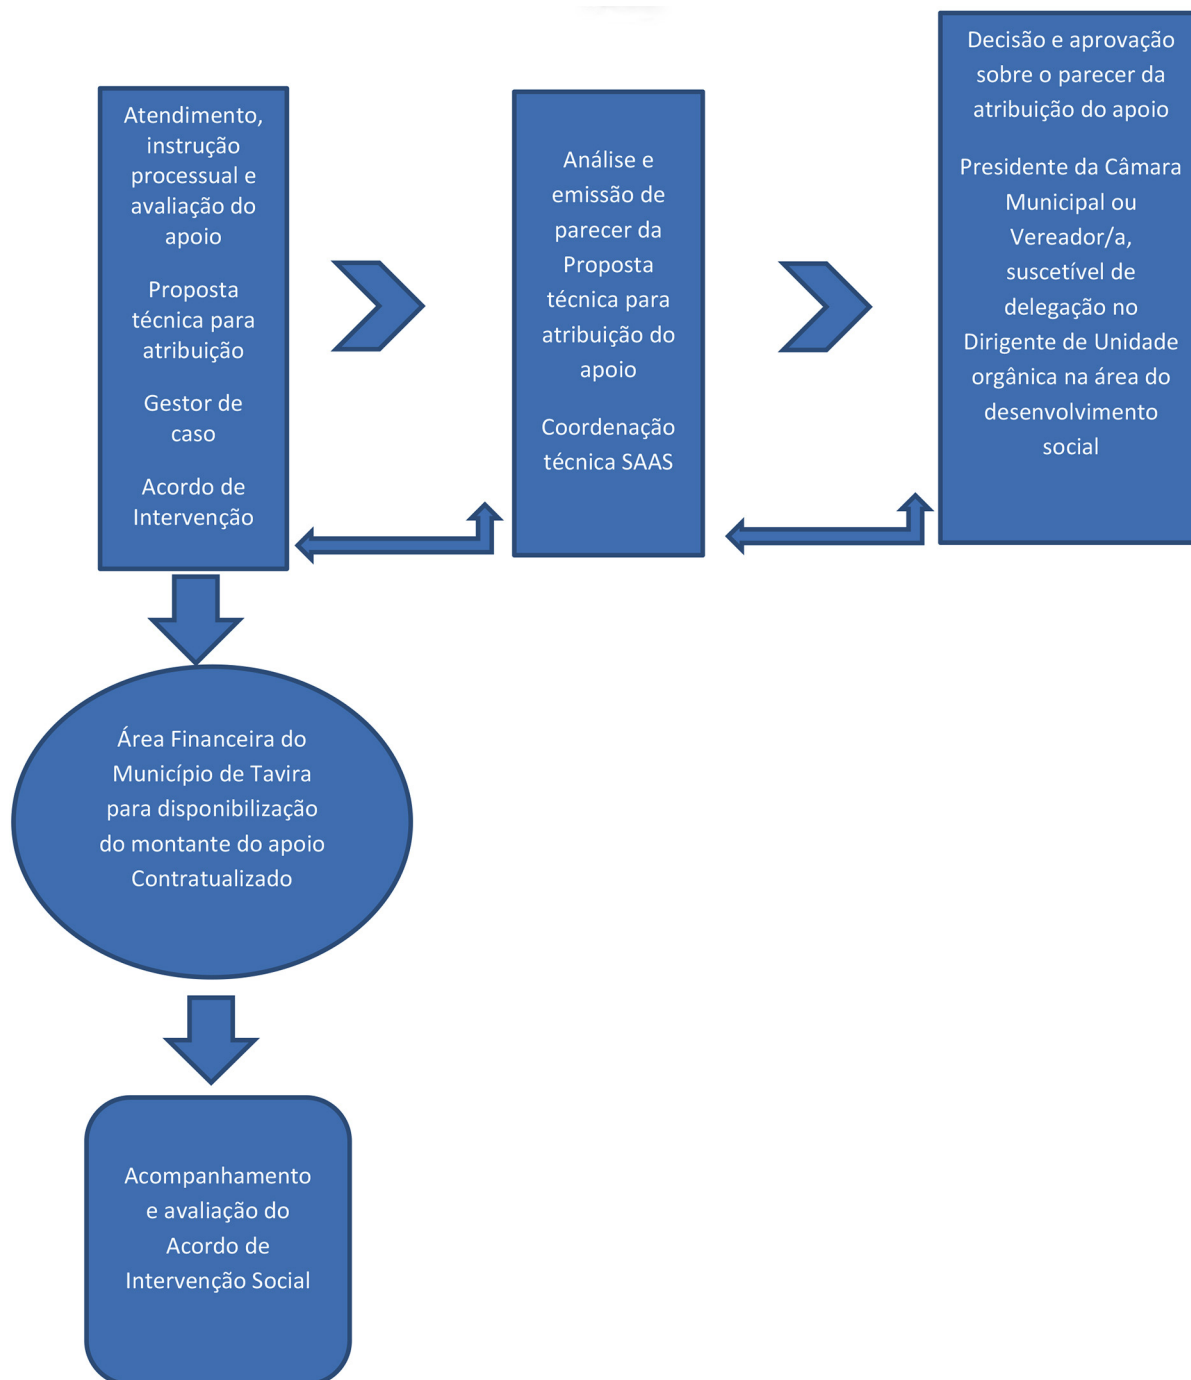 Atendimento,
instrução
processual e
avaliação do
apoio
Proposta
técnica para
atribuição
Gestor de
caso
Acordo de
Intervenção
Análise e
emissão de
parecer da
Proposta
técnica para
atribuição do
apoio
Coordenação
técnica SAAS
Decisão e aprovação
sobre o parecer da
atribuição do apoio
Presidente da Câmara
Municipal ou
Vereador/a,
suscetível de
delegação no
Dirigente de Unidade
orgânica na área do
desenvolvimento
social
Área Financeira do
Município de Tavira
para disponibilização
do montante do apoio
Contratualizado
Acompanhamento
e avaliação do
Acordo de
Intervenção Social